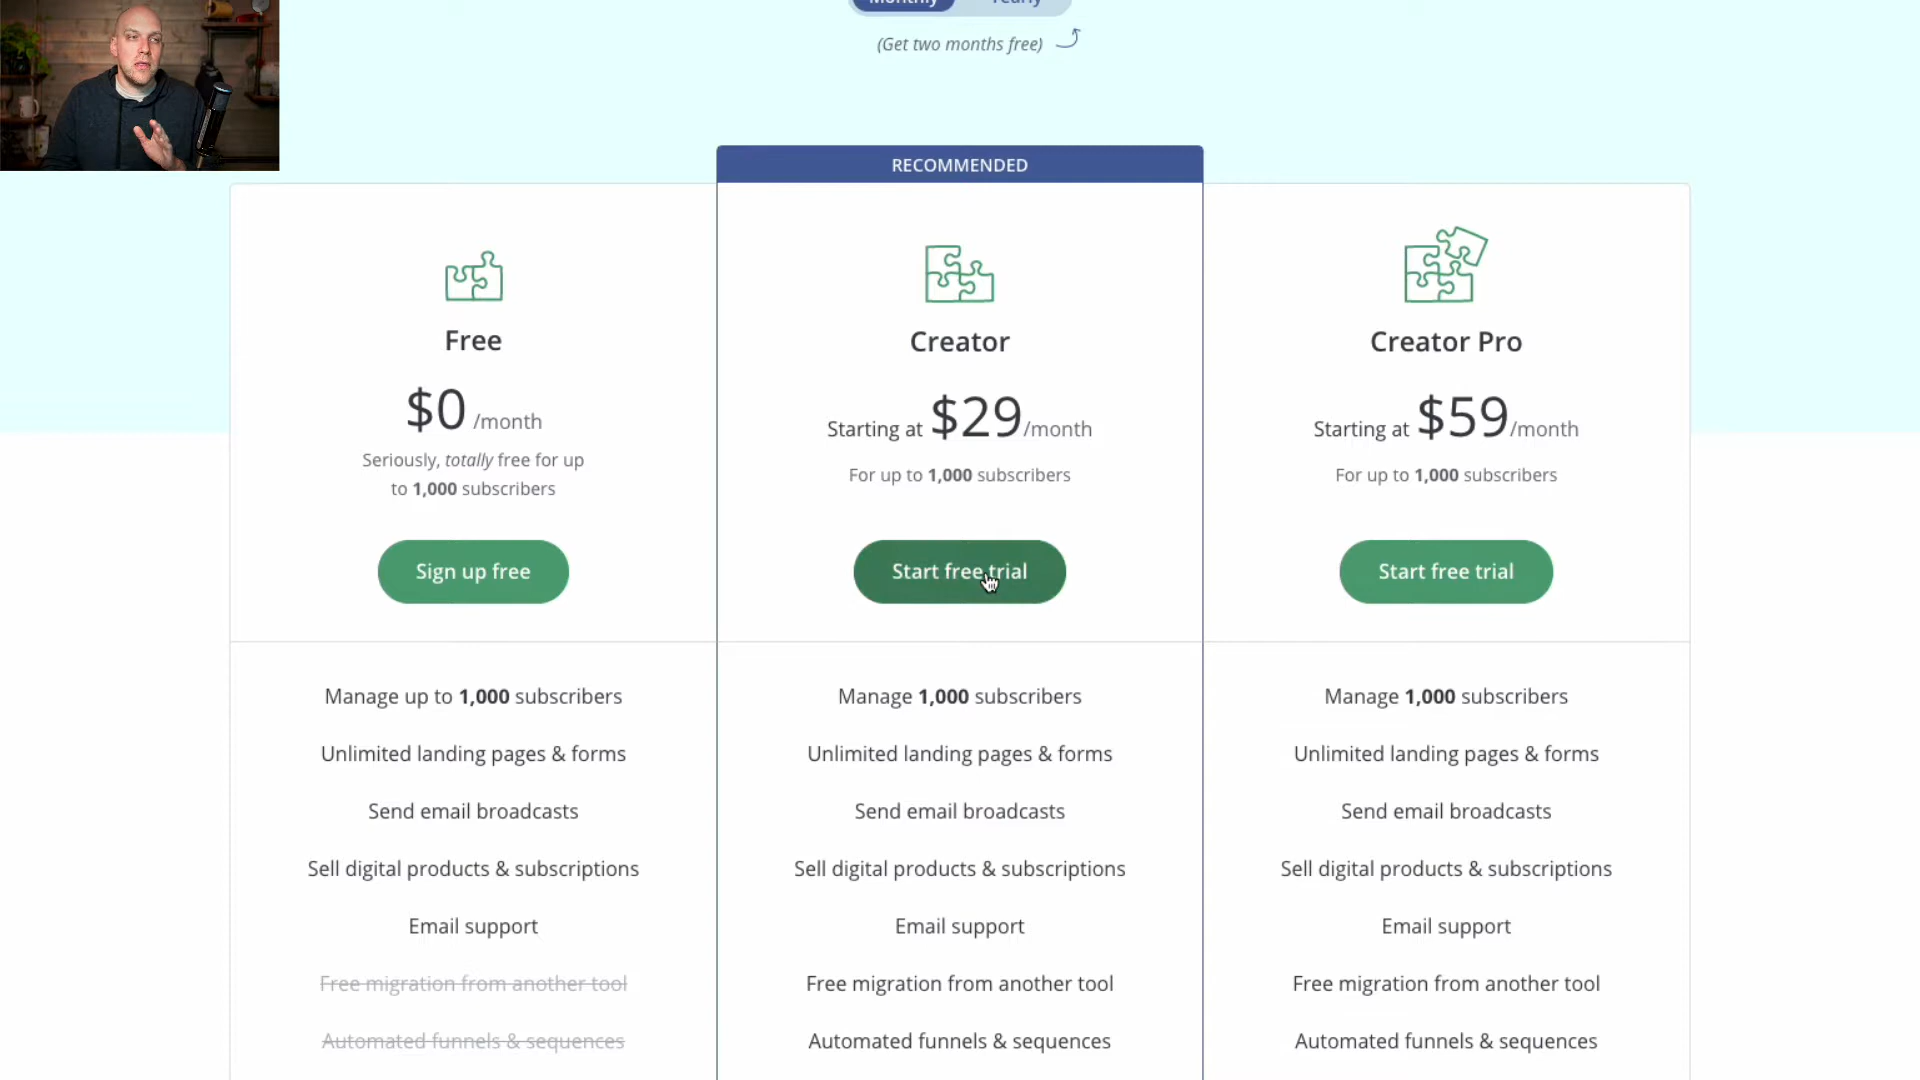 Monthly Yearly
(Get two months free)
RECOMMENDED
Free
$0 /month
Seriously, totally free for up
to 1,000 subscribers
Sign up free
Manage up to 1,000 subscribers
Unlimited landing pages & forms
Send email broadcasts
Sell digital products & subscriptions
Email support
Free migration from another tool
Automated funnels & sequences
Creator
Starting at $29/month
For up to 1,000 subscribers
Start free trial
Manage 1,000 subscribers
Unlimited landing pages & forms
Send email broadcasts
Sell digital products & subscriptions
Email support
Free migration from another tool
Automated funnels & sequences
Creator Pro
Starting at $59/month
For up to 1,000 subscribers
Start free trial
Manage 1,000 subscribers
Unlimited landing pages & forms
Send email broadcasts
Sell digital products & subscriptions
Email support
Free migration from another tool
Automated funnels & sequences